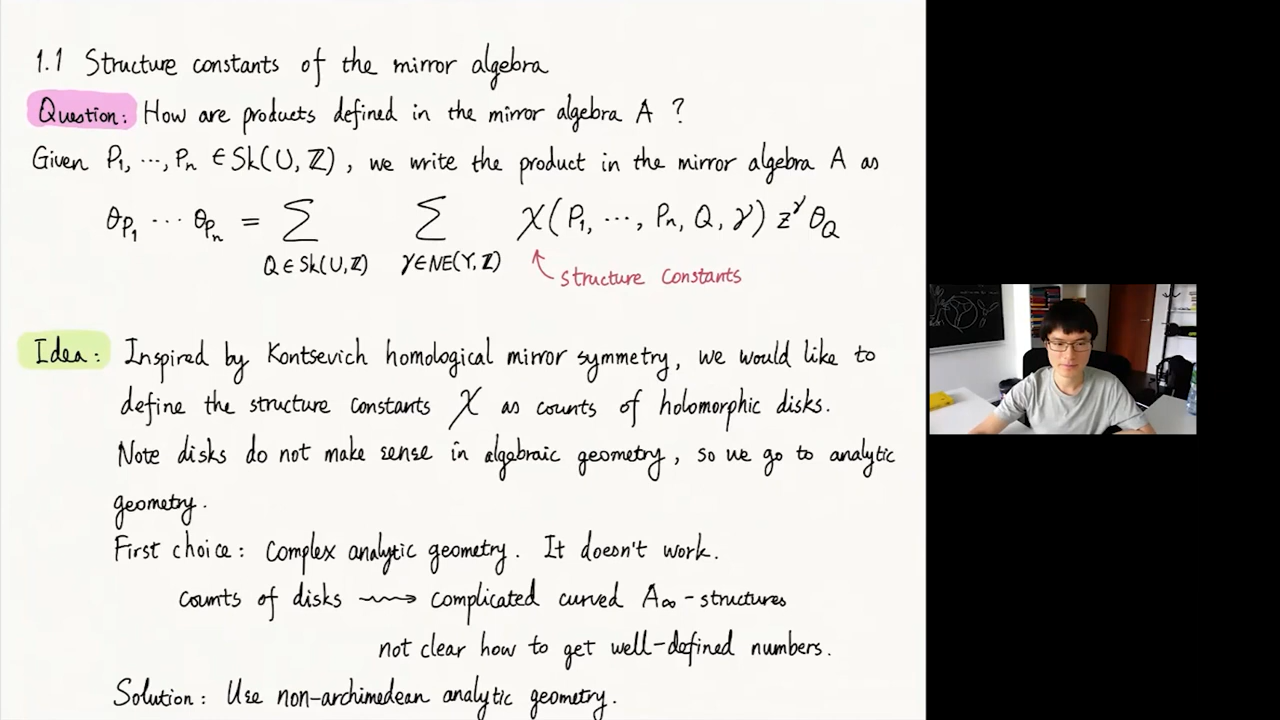 1.1 Structure constants of the mirror algebra
Question: How are products defined in the mirror algebra A ?
Given P₁, ⋯, Pₙ ∈ Sk(U, ℤ), we write the product in the mirror algebra A as
θ_{P₁} ⋯ θ_{Pₙ} = ∑_{Q ∈ Sk(U, ℤ)} ∑_{γ ∈ NE(Y, ℤ)} χ(P₁, ⋯, Pₙ, Q, γ) z^γ θ_Q
structure constants
Idea: Inspired by Kontsevich homological mirror symmetry, we would like to
define the structure constants χ as counts of holomorphic disks.
Note disks do not make sense in algebraic geometry, so we go to analytic
geometry.
First choice: Complex analytic geometry. It doesn't work.
counts of disks ⟿ complicated curved A∞-structures
not clear how to get well-defined numbers.
Solution: Use non-archimedean analytic geometry.